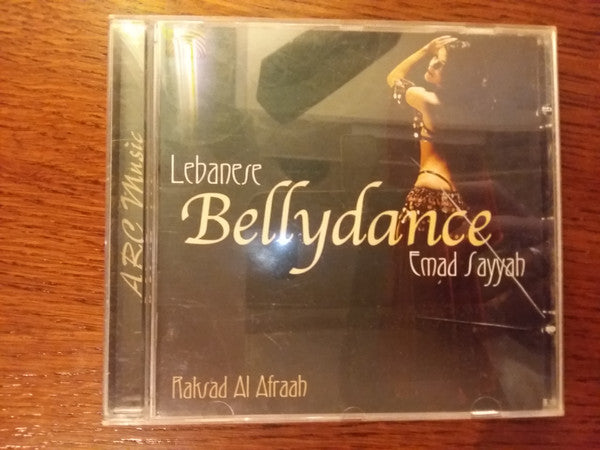 ARC Music
Lebanese
Bellydance
Emad Sayyah
Raksad Al Afraah